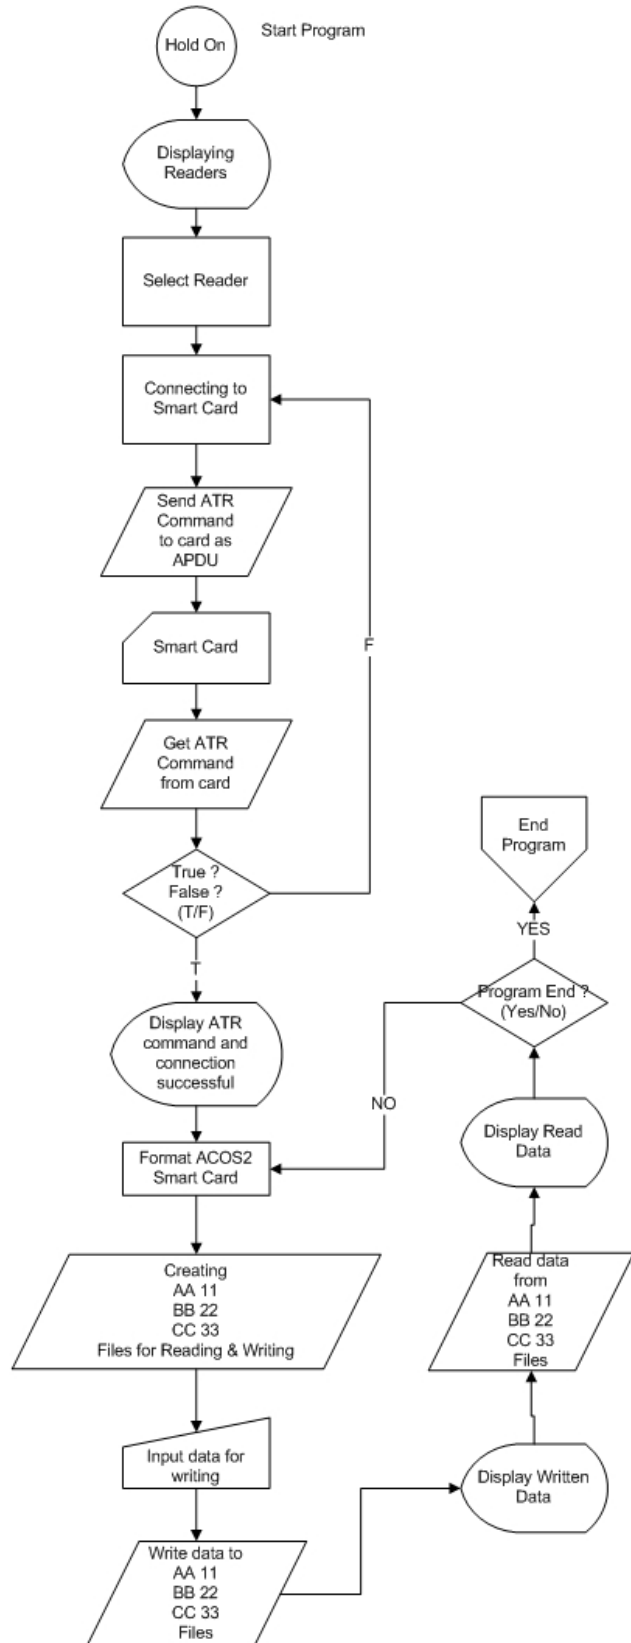 Hold On
Start Program
Displaying
Readers
Select Reader
Connecting to
Smart Card
Send ATR
Command
to card as
APDU
Smart Card
F
Get ATR
Command
from card
True ?
False ?
(T/F)
T
Display ATR
command and
connection
successful
Format ACOS2
Smart Card
Creating
AA 11
BB 22
CC 33
Files for Reading & Writing
Input data for
writing
Write data to
AA 11
BB 22
CC 33
Files
Display Written
Data
Read data
from
AA 11
BB 22
CC 33
Files
Display Read
Data
Program End ?
(Yes/No)
NO
YES
End
Program